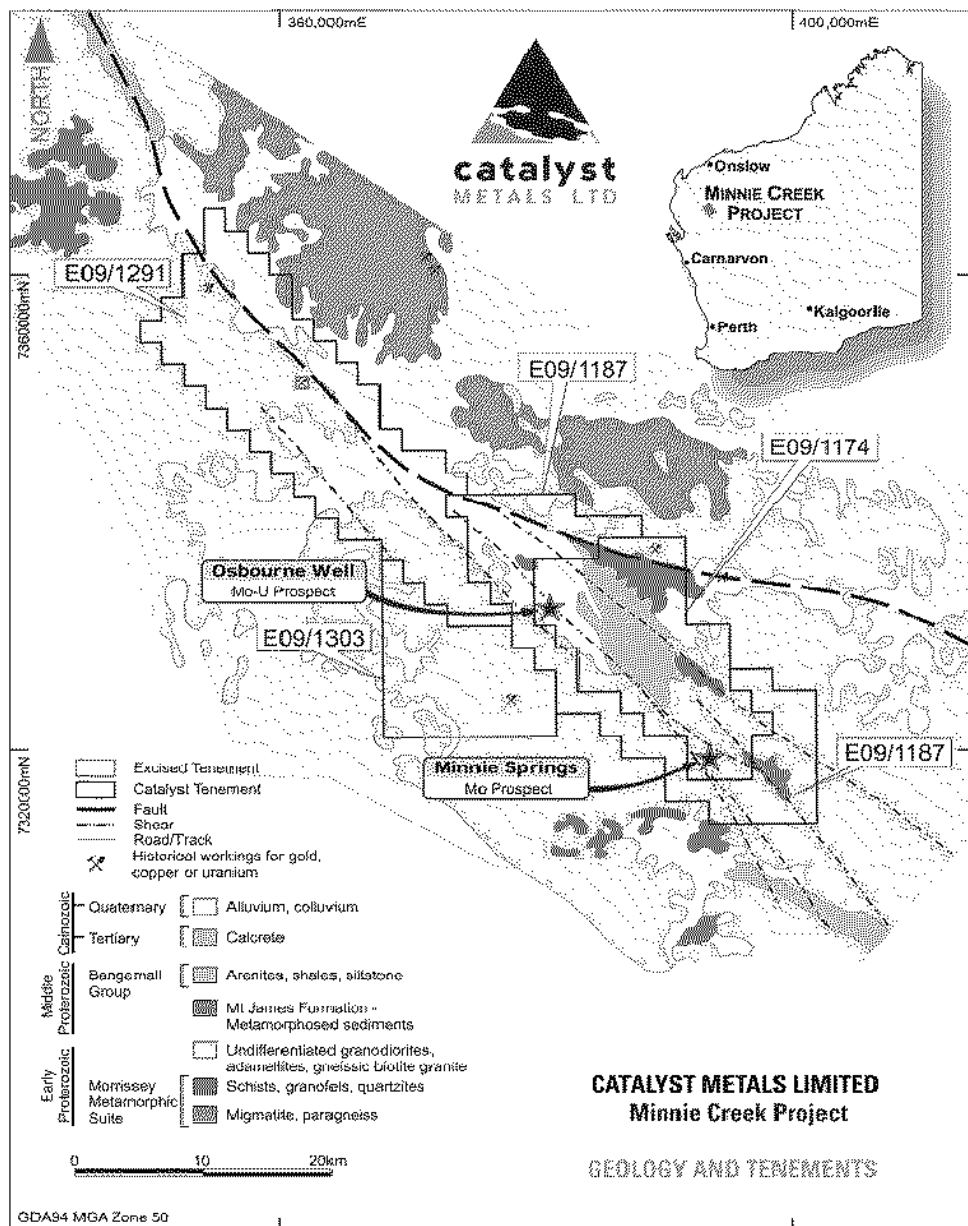 360,000mE
400,000mE
NORTH
catalyst
METALS LTD
Onslow
MINNIE CREEK
PROJECT
Carnarvon
Kalgoorlie
Perth
E09/1291
7360000mN
E09/1187
E09/1174
Osbourne Well
Mo-U Prospect
E09/1303
Minnie Springs
Mo Prospect
E09/1187
7320000mN
Excised Tenement
Catalyst Tenement
Fault
Shear
Road/Track
Historical workings for gold,
copper or uranium
Cainozoic
Quaternary
Alluvium, colluvium
Tertiary
Calcrete
Middle
Proterozoic
Bangemall
Group
Arenites, shales, siltstone
Mt James Formation -
Metamorphosed sediments
Early
Proterozoic
Undifferentiated granodiorites,
adamellites, gneissic biotite granite
Morrissey
Metamorphic
Suite
Schists, granofels, quartzites
Migmatite, paragneiss
0 10 20km
CATALYST METALS LIMITED
Minnie Creek Project
GEOLOGY AND TENEMENTS
GDA94 MGA Zone 50